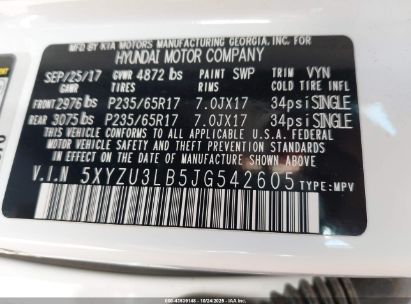 MF'D BY KIA MOTORS MANUFACTURING GEORGIA, INC. FOR
HYUNDAI MOTOR COMPANY
SEP/25/17 GVWR 4872 lbs PAINT SWP TRIM VYN
GAWR TIRES RIMS COLD TIRE INFL
FRONT 2976 lbs P235/65R17 7.0JX17 34psi SINGLE
REAR 3075 lbs P235/65R17 7.0JX17 34psi SINGLE
THIS VEHICLE CONFORMS TO ALL APPLICABLE U.S.A. FEDERAL
MOTOR VEHICLE SAFETY AND THEFT PREVENTION STANDARDS
IN EFFECT ON THE DATE OF MANUFACTURE SHOWN ABOVE.
V.I.N 5XYZU3LB5JG542605 TYPE:MPV